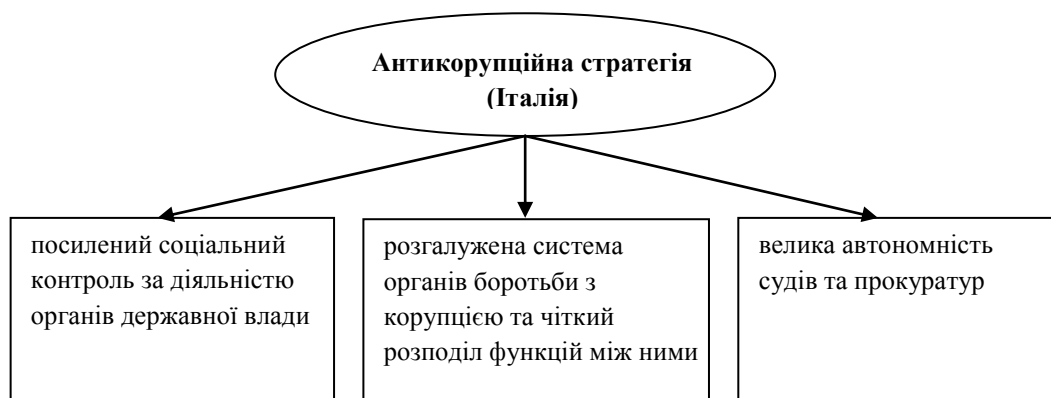 Антикорупційна стратегія
(Італія)
посилений соціальний
контроль за діяльністю
органів державної влади
розгалужена система
органів боротьби з
корупцією та чіткий
розподіл функцій між ними
велика автономність
судів та прокуратур